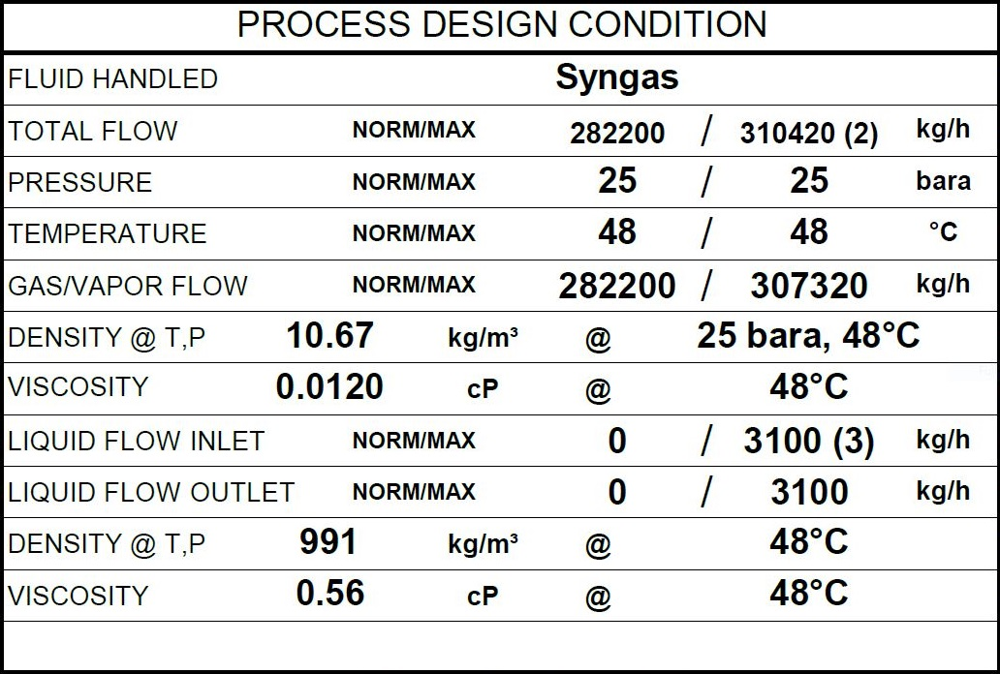 PROCESS DESIGN CONDITION
FLUID HANDLED Syngas
TOTAL FLOW NORM/MAX 282200 / 310420 (2) kg/h
PRESSURE NORM/MAX 25 / 25 bara
TEMPERATURE NORM/MAX 48 / 48 °C
GAS/VAPOR FLOW NORM/MAX 282200 / 307320 kg/h
DENSITY @ T,P 10.67 kg/m³ @ 25 bara, 48°C
VISCOSITY 0.0120 cP @ 48°C
LIQUID FLOW INLET NORM/MAX 0 / 3100 (3) kg/h
LIQUID FLOW OUTLET NORM/MAX 0 / 3100 kg/h
DENSITY @ T,P 991 kg/m³ @ 48°C
VISCOSITY 0.56 cP @ 48°C